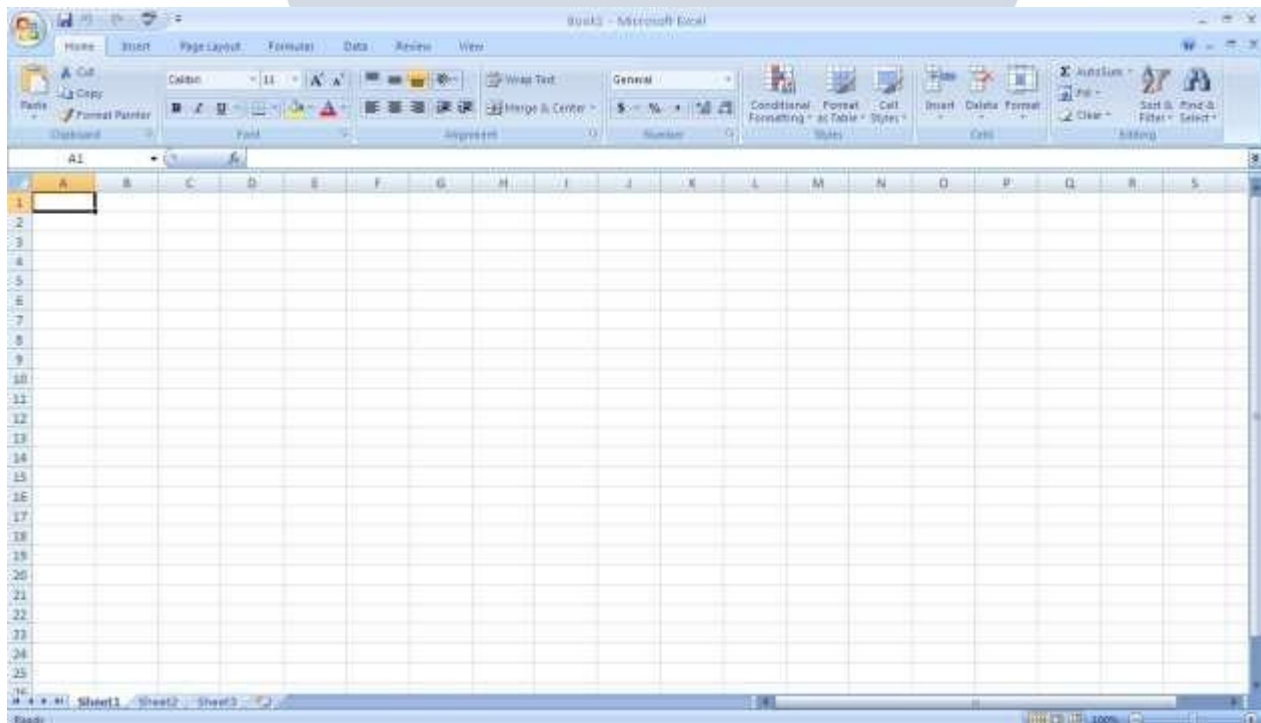 Book1 - Microsoft Excel
Home Insert Page Layout Formulas Data Review View
Paste
Cut
Copy
Format Painter
Clipboard
Calibri 11
B I U
Font
Wrap Text
Merge & Center
Alignment
General
$ %
Number
Conditional Formatting
Format as Table
Cell Styles
Styles
Insert Delete Format
Cells
Σ AutoSum
Fill
Clear
Sort & Filter
Find & Select
Editing
A1 fx
A B C D E F G H I J K L M N O P Q R S
1
2
3
4
5
6
7
8
9
10
11
12
13
14
15
16
17
18
19
20
21
22
23
24
25
26
Sheet1 Sheet2 Sheet3
Ready 100%